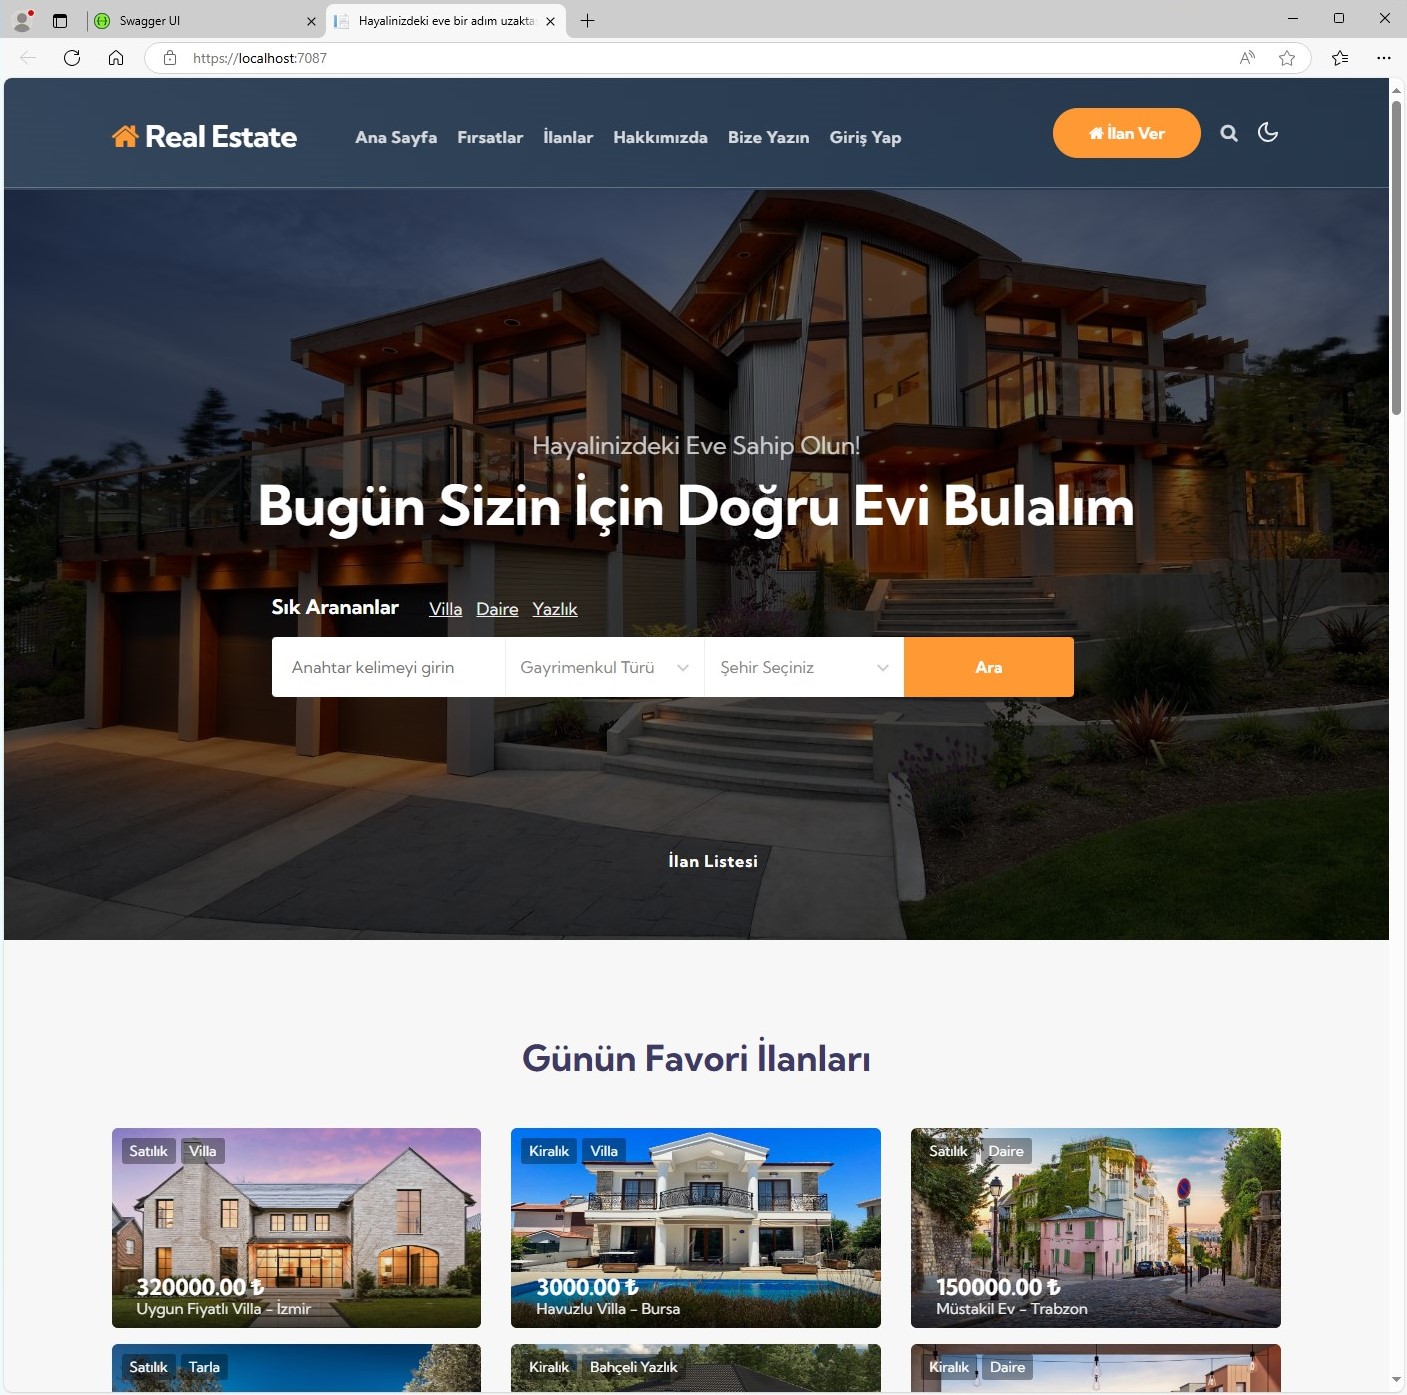 Swagger UI
Hayalinizdeki eve bir adım uzakta
https://localhost:7087
Real Estate
Ana Sayfa Fırsatlar İlanlar Hakkımızda Bize Yazın Giriş Yap
İlan Ver
Hayalinizdeki Eve Sahip Olun!
Bugün Sizin İçin Doğru Evi Bulalım
Sık Arananlar Villa Daire Yazlık
Anahtar kelimeyi girin Gayrimenkul Türü Şehir Seçiniz Ara
İlan Listesi
Günün Favori İlanları
Satılık Villa
320000.00 ₺
Uygun Fiyatlı Villa - İzmir
Kiralık Villa
3000.00 ₺
Havuzlu Villa - Bursa
Satılık Daire
150000.00 ₺
Müstakil Ev - Trabzon
Satılık Tarla
Kiralık Bahçeli Yazlık
Kiralık Daire